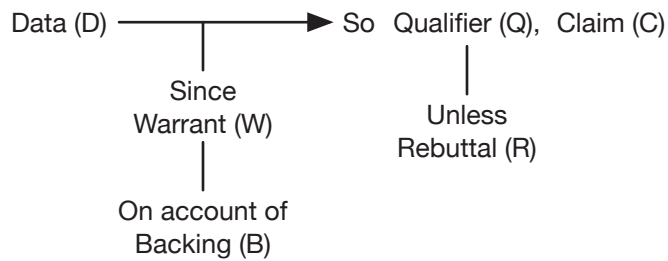 Data (D) So Qualifier (Q), Claim (C)
Since
Warrant (W)
Unless
Rebuttal (R)
On account of
Backing (B)